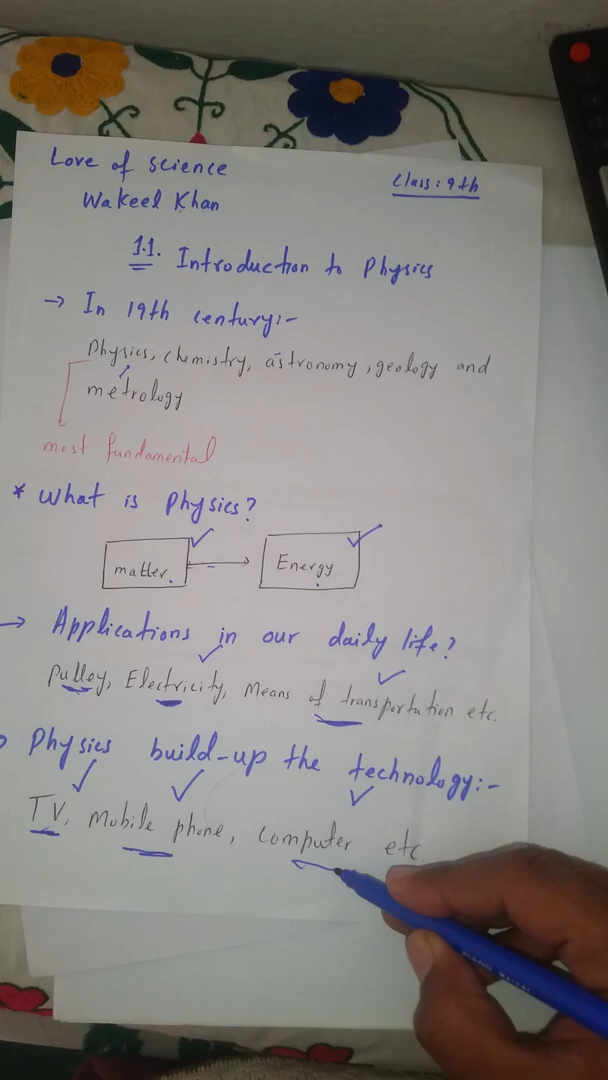 Love of science
Class: 9th
Wakeel Khan
1.1. Introduction to Physics
→ In 19th century:-
Physics, chemistry, astronomy, geology and
metrology
most fundamental
* What is Physics?
matter.
Energy
→ Applications in our daily life?
Pulley, Electricity, Means of transportation etc.
Physics build-up the technology:-
TV, Mobile phone, computer etc.